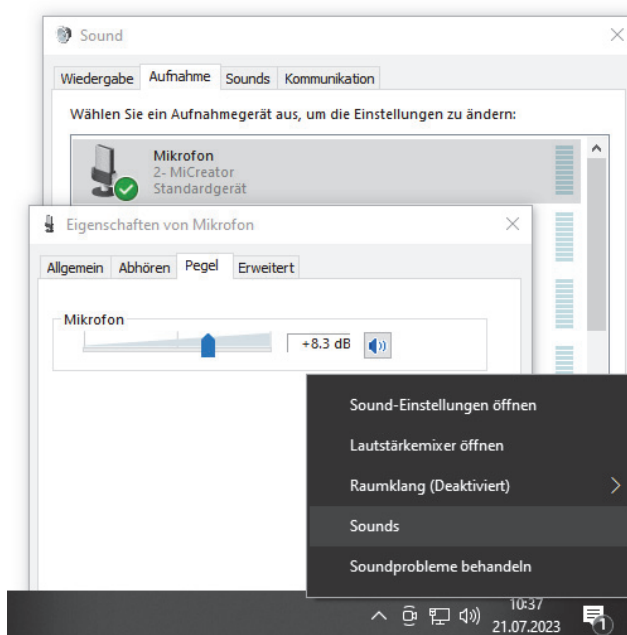 Sound
Wiedergabe Aufnahme Sounds Kommunikation
Wählen Sie ein Aufnahmegerät aus, um die Einstellungen zu ändern:
Mikrofon
2- MiCreator
Standardgerät
Eigenschaften von Mikrofon
Allgemein Abhören Pegel Erweitert
Mikrofon
+8.3 dB
Sound-Einstellungen öffnen
Lautstärkemixer öffnen
Raumklang (Deaktiviert)
Sounds
Soundprobleme behandeln
10:37
21.07.2023
1